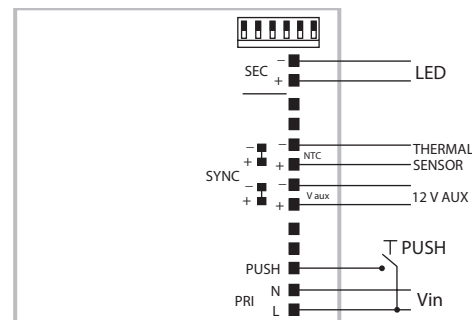 SEC
−
+
LED
SYNC
−
+
−
+
−
+
NTC
THERMAL
SENSOR
−
+
V aux
12 V AUX
PUSH
PUSH
PRI
N
L
Vin